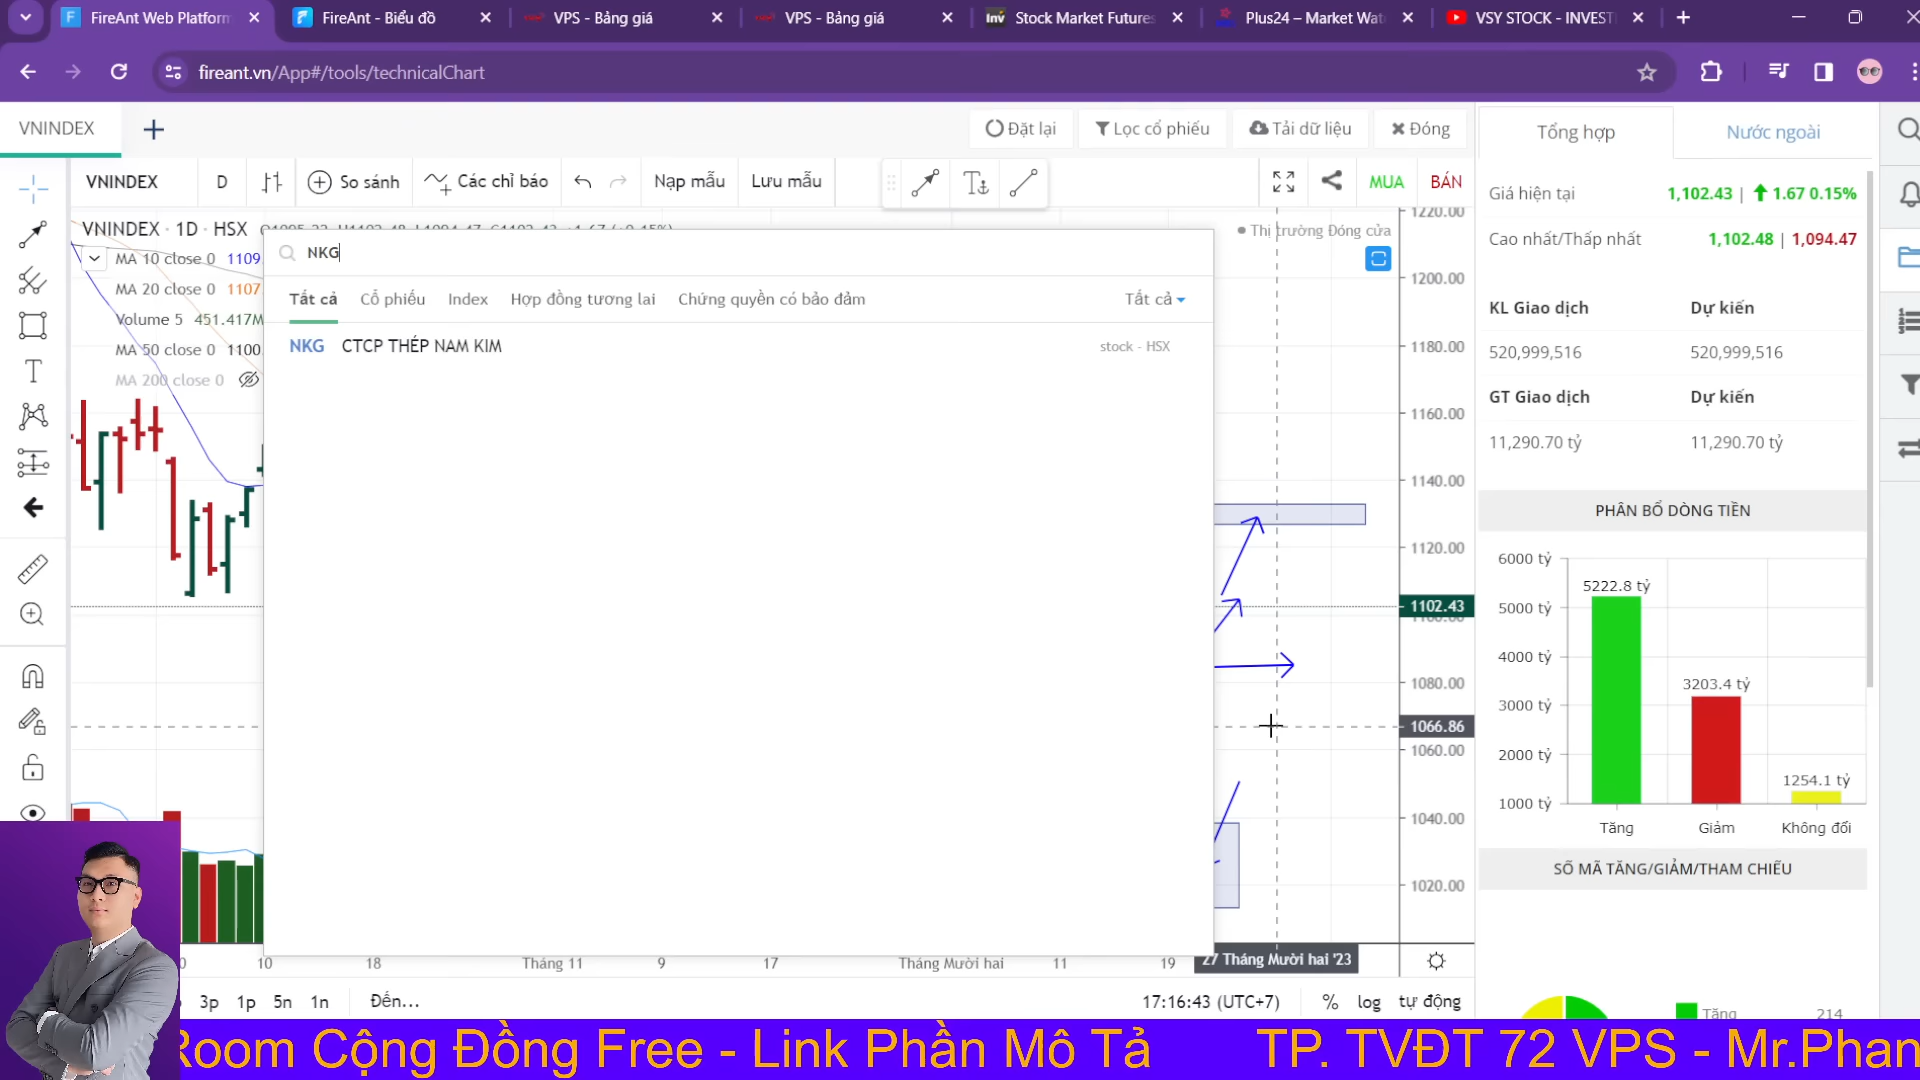 FireAnt Web Platform
FireAnt - Biểu đồ
VPS - Bảng giá
VPS - Bảng giá
Inv Stock Market Futures
Plus24 – Market Wat
VSY STOCK - INVEST
fireant.vn/App#/tools/technicalChart
VNINDEX
Đặt lại
Lọc cổ phiếu
Tải dữ liệu
Đóng
VNINDEX
D
So sánh
Các chỉ báo
Nạp mẫu
Lưu mẫu
MUA
BÁN
VNINDEX · 1D · HSX
Thị trường Đóng cửa
MA 10 close 0 1109
MA 20 close 0 1107
Volume 5 451.417M
MA 50 close 0 1100
MA 200 close 0
NKG
Tất cả
Cổ phiếu
Index
Hợp đồng tương lai
Chứng quyền có bảo đảm
Tất cả
NKG CTCP THÉP NAM KIM
stock - HSX
1220.00
1200.00
1180.00
1160.00
1140.00
1120.00
1102.43
1100.00
1080.00
1066.86
1060.00
1040.00
1020.00
10
18
Tháng 11
9
17
Tháng Mười hai
11
19
27 Tháng Mười hai '23
3p
1p
5n
1n
Đến...
17:16:43 (UTC+7)
%
log
tự động
Tổng hợp
Nước ngoài
Giá hiện tại
1,102.43 | 1.67 0.15%
Cao nhất/Thấp nhất
1,102.48 | 1,094.47
KL Giao dịch
Dự kiến
520,999,516
520,999,516
GT Giao dịch
Dự kiến
11,290.70 tỷ
11,290.70 tỷ
PHÂN BỔ DÒNG TIỀN
6000 tỷ
5000 tỷ
4000 tỷ
3000 tỷ
2000 tỷ
1000 tỷ
5222.8 tỷ
3203.4 tỷ
1254.1 tỷ
Tăng
Giảm
Không đổi
SỐ MÃ TĂNG/GIẢM/THAM CHIẾU
Tăng
214
Room Cộng Đồng Free - Link Phần Mô Tả
TP. TVĐT 72 VPS - Mr.Phan